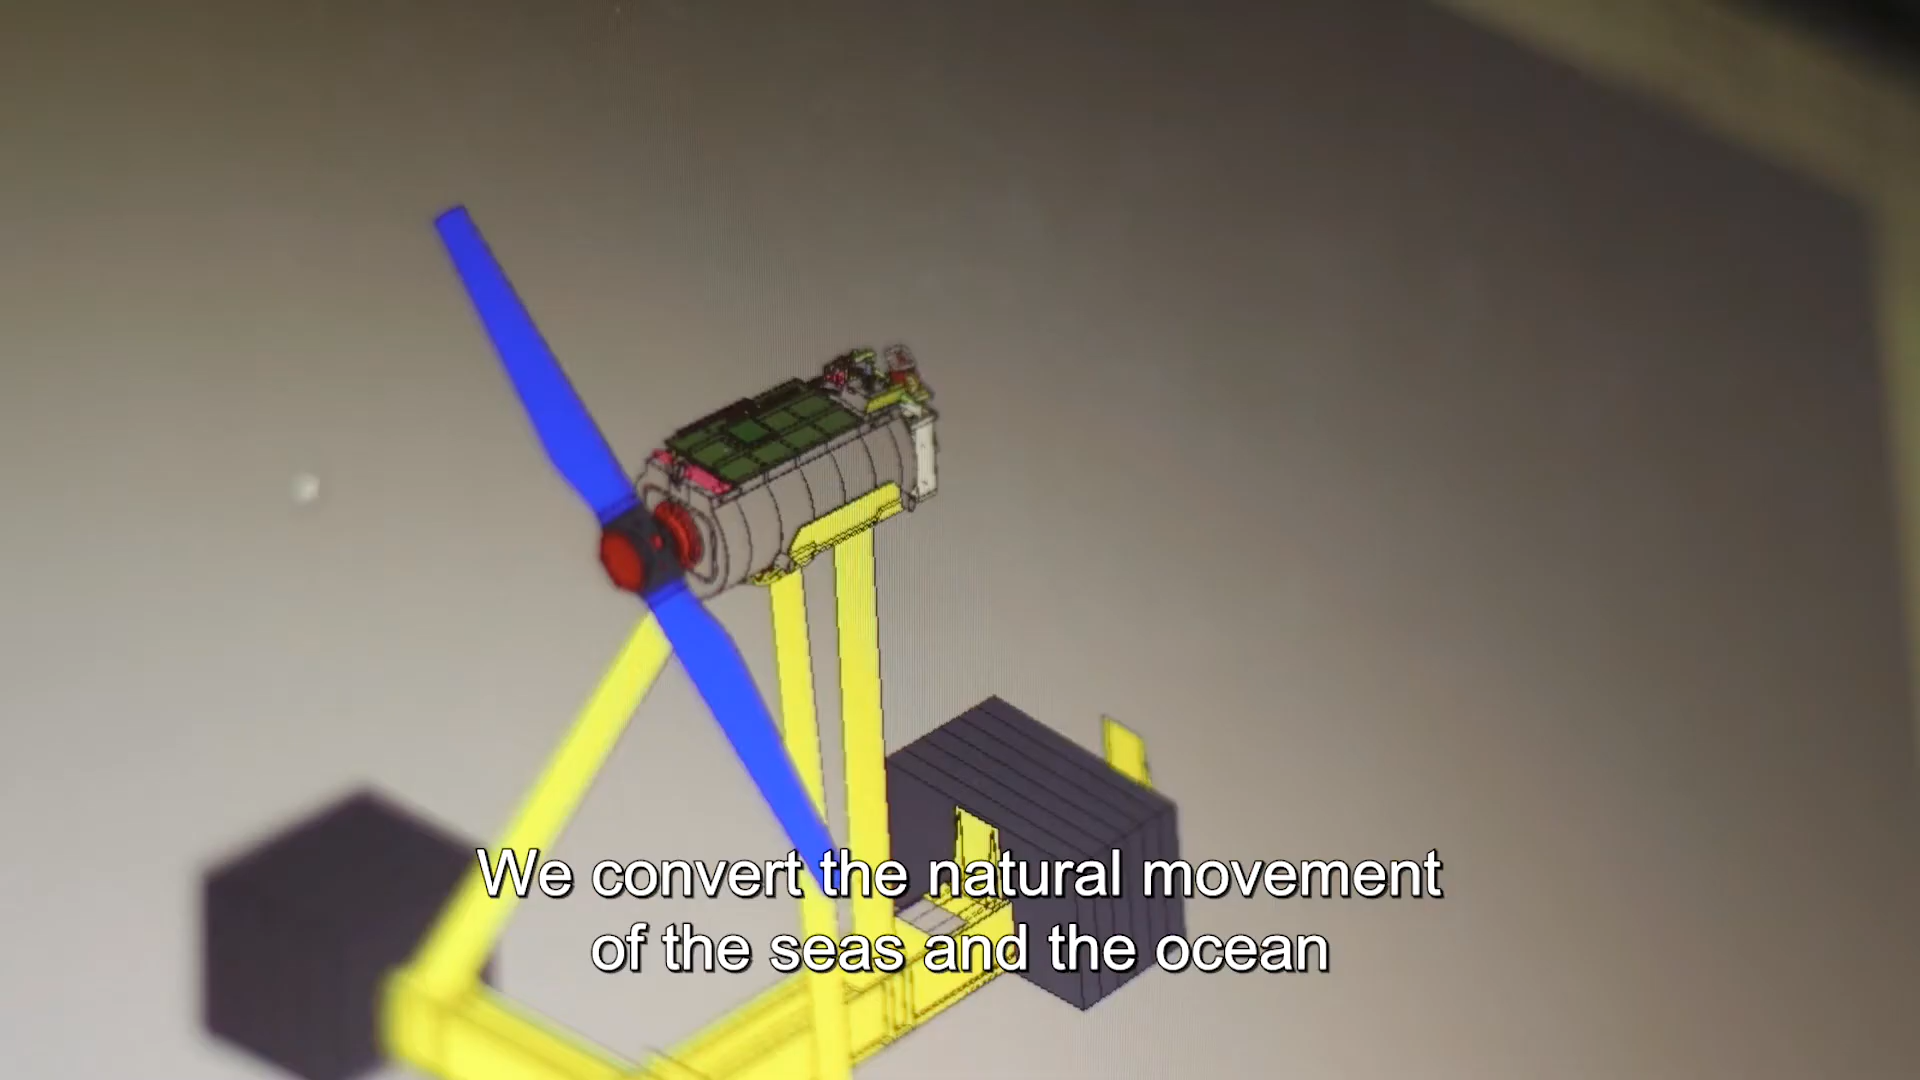 We convert the natural movement
of the seas and the ocean